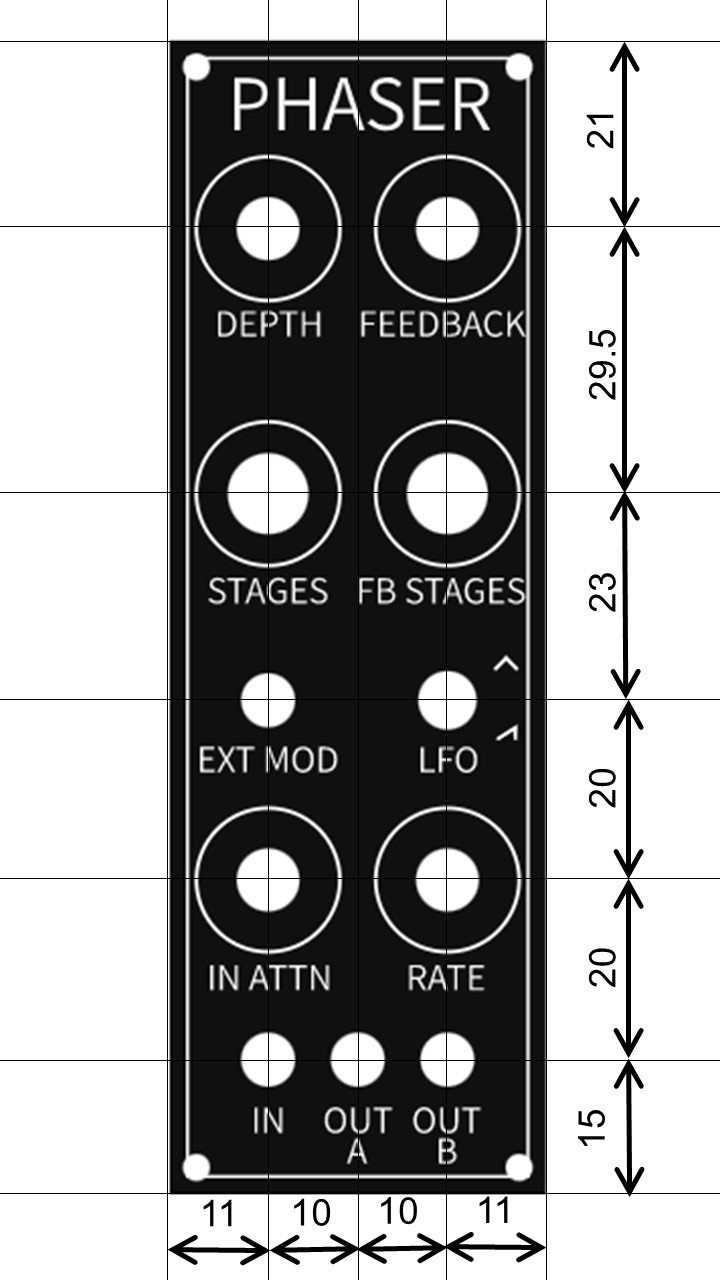 PHASER
21
DEPTH FEEDBACK
29.5
STAGES FB STAGES
23
EXT MOD LFO
20
IN ATTN RATE
20
IN OUT A OUT B
15
11 10 10 11